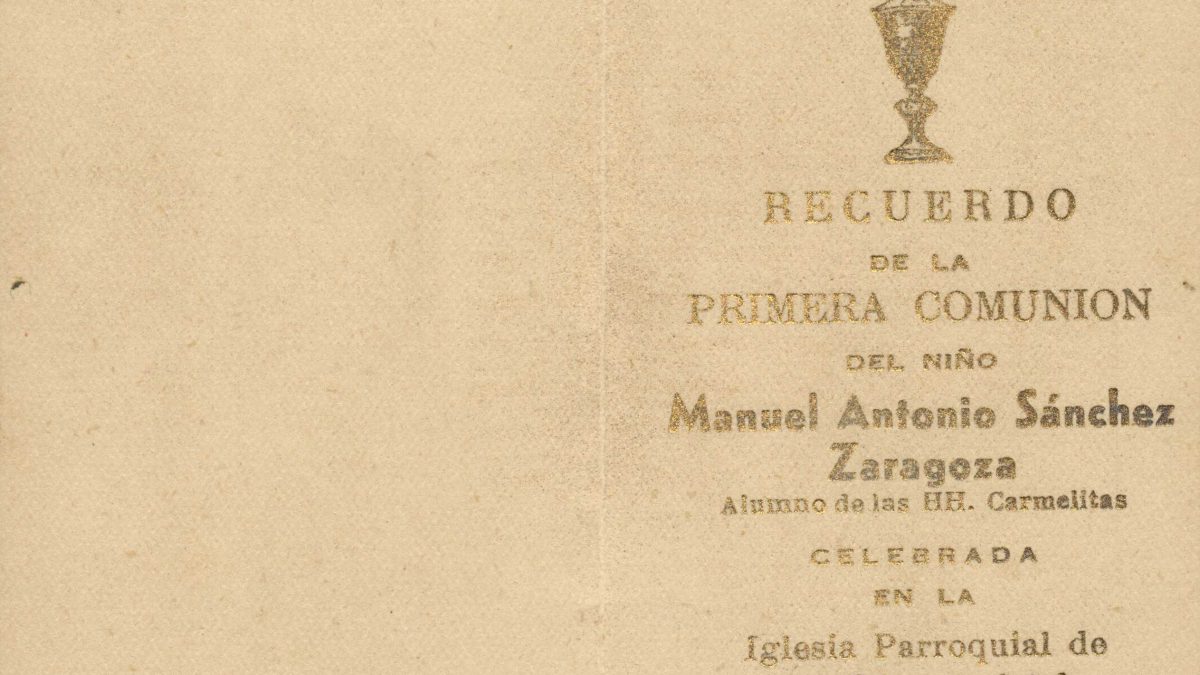 RECUERDO
DE LA
PRIMERA COMUNION
DEL NIÑO
Manuel Antonio Sánchez
Zaragoza
Alumno de las HH. Carmelitas
CELEBRADA
EN LA
Iglesia Parroquial de